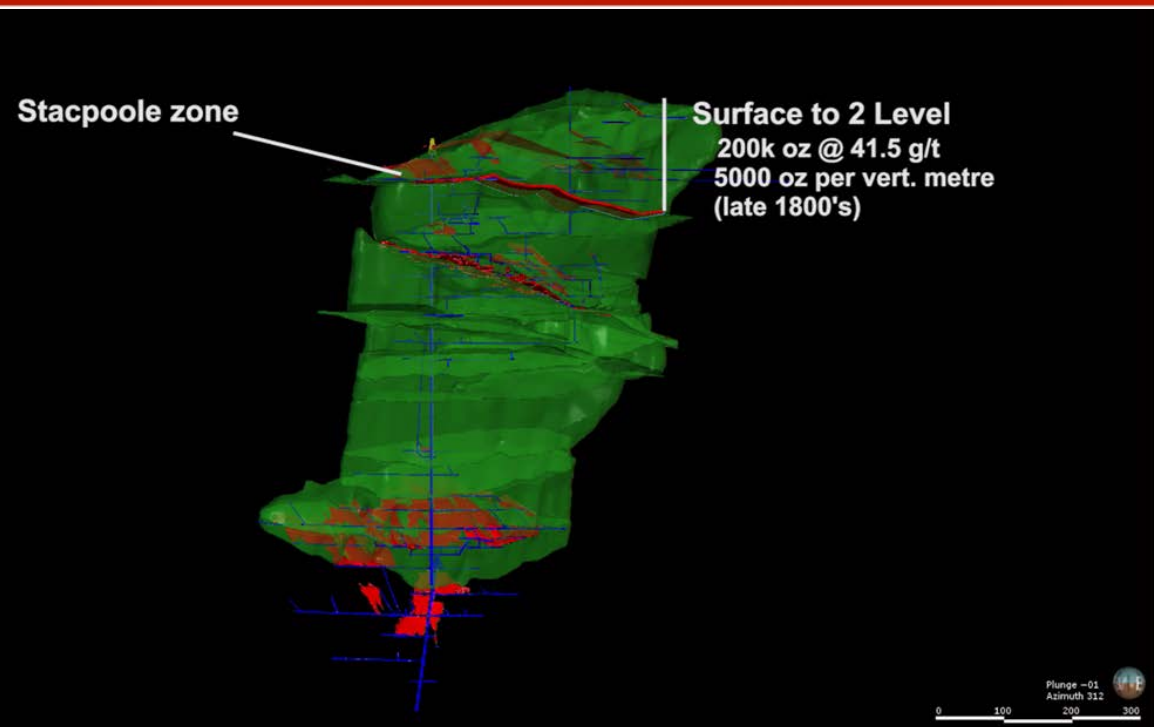 Stacpoole zone
Surface to 2 Level
200k oz @ 41.5 g/t
5000 oz per vert. metre
(late 1800's)
Plunge −01
Azimuth 312
0 100 200 300